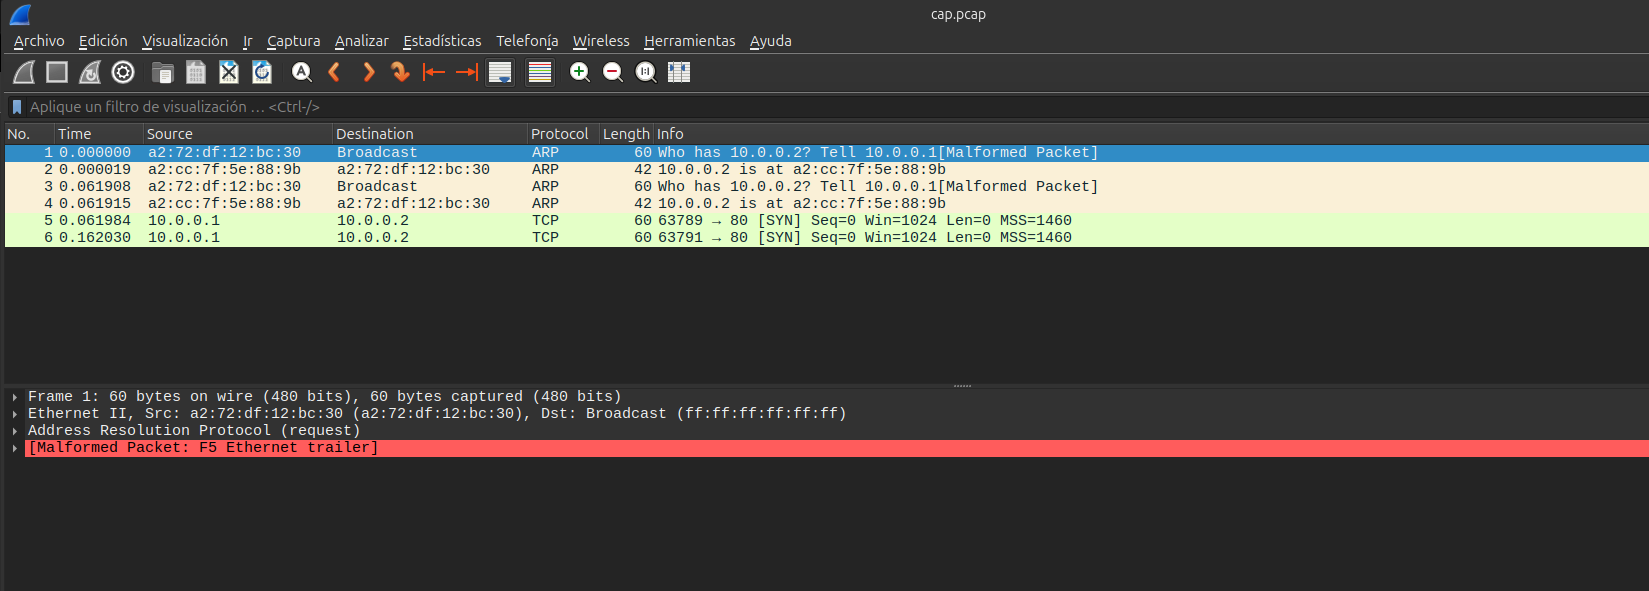 cap.pcap
Archivo Edición Visualización Ir Captura Analizar Estadísticas Telefonía Wireless Herramientas Ayuda
Aplique un filtro de visualización … <Ctrl-/>
No. Time Source Destination Protocol Length Info
1 0.000000 a2:72:df:12:bc:30 Broadcast ARP 60 Who has 10.0.0.2? Tell 10.0.0.1[Malformed Packet]
2 0.000019 a2:cc:7f:5e:88:9b a2:72:df:12:bc:30 ARP 42 10.0.0.2 is at a2:cc:7f:5e:88:9b
3 0.061908 a2:72:df:12:bc:30 Broadcast ARP 60 Who has 10.0.0.2? Tell 10.0.0.1[Malformed Packet]
4 0.061915 a2:cc:7f:5e:88:9b a2:72:df:12:bc:30 ARP 42 10.0.0.2 is at a2:cc:7f:5e:88:9b
5 0.061984 10.0.0.1 10.0.0.2 TCP 60 63789 → 80 [SYN] Seq=0 Win=1024 Len=0 MSS=1460
6 0.162030 10.0.0.1 10.0.0.2 TCP 60 63791 → 80 [SYN] Seq=0 Win=1024 Len=0 MSS=1460
Frame 1: 60 bytes on wire (480 bits), 60 bytes captured (480 bits)
Ethernet II, Src: a2:72:df:12:bc:30 (a2:72:df:12:bc:30), Dst: Broadcast (ff:ff:ff:ff:ff:ff)
Address Resolution Protocol (request)
[Malformed Packet: F5 Ethernet trailer]